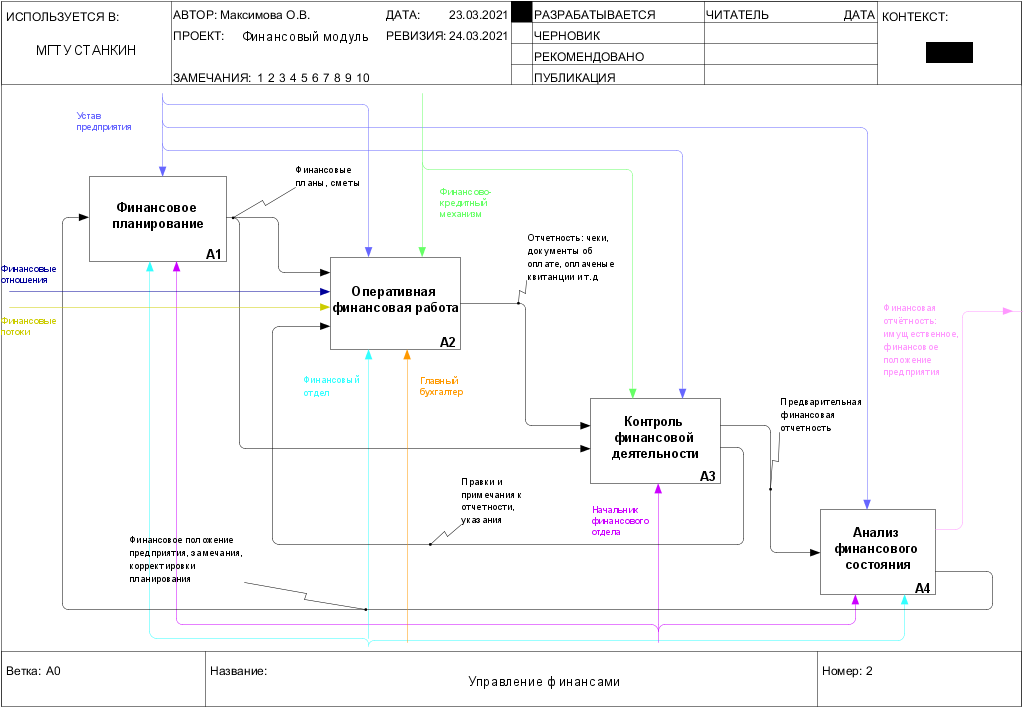 ИСПОЛЬЗУЕТСЯ В:
МГТУ СТАНКИН
АВТОР: Максимова О.В.
ДАТА: 23.03.2021
ПРОЕКТ: Финансовый модуль
РЕВИЗИЯ: 24.03.2021
ЗАМЕЧАНИЯ: 1 2 3 4 5 6 7 8 9 10
РАЗРАБАТЫВАЕТСЯ
ЧЕРНОВИК
РЕКОМЕНДОВАНО
ПУБЛИКАЦИЯ
ЧИТАТЕЛЬ
ДАТА
КОНТЕКСТ:
Устав
предприятия
Финансовые
планы, сметы
Финансово-
кредитный
механизм
Финансовое
планирование
A1
Отчетность: чеки,
документы об
оплате, оплаченые
квитанции и т.д
Финансовые
отношения
Финансовые
потоки
Оперативная
финансовая работа
A2
Финансовая
отчётность:
имущественное,
финансовое
положение
предприятия
Финансовый
отдел
Главный
бухгалтер
Предварительная
финансовая
отчетность
Контроль
финансовой
деятельности
A3
Правки и
примечания к
отчетности,
указания
Начальник
финансового
отдела
Анализ
финансового
состояния
A4
Финансовое положение
предприятия, замечания,
корректировки
планирования
Ветка: A0
Название:
Управление финансами
Номер: 2